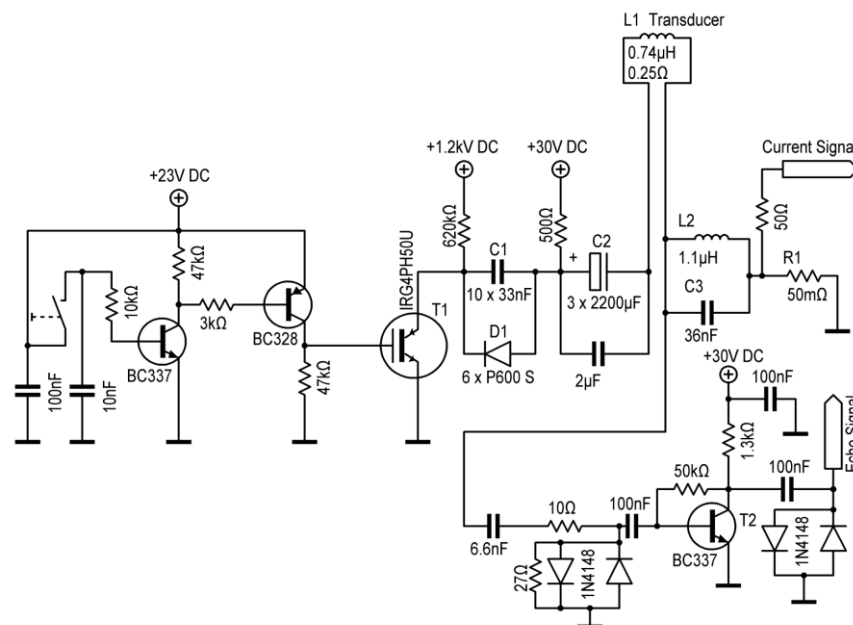 L1 Transducer
0.74µH
0.25Ω
+1.2kV DC
+30V DC
Current Signal
+23V DC
620kΩ
500Ω
50Ω
L2
1.1µH
R1
50mΩ
C1
10 x 33nF
+
C2
3 x 2200µF
IRG4PH50U
T1
47kΩ
10kΩ
3kΩ
BC328
BC337
C3
36nF
D1
6 x P600 S
2µF
47kΩ
100nF
10nF
+30V DC
100nF
1.3kΩ
Echo Signal
50kΩ
100nF
100nF
10Ω
6.6nF
T2
BC337
27Ω
1N4148
1N4148